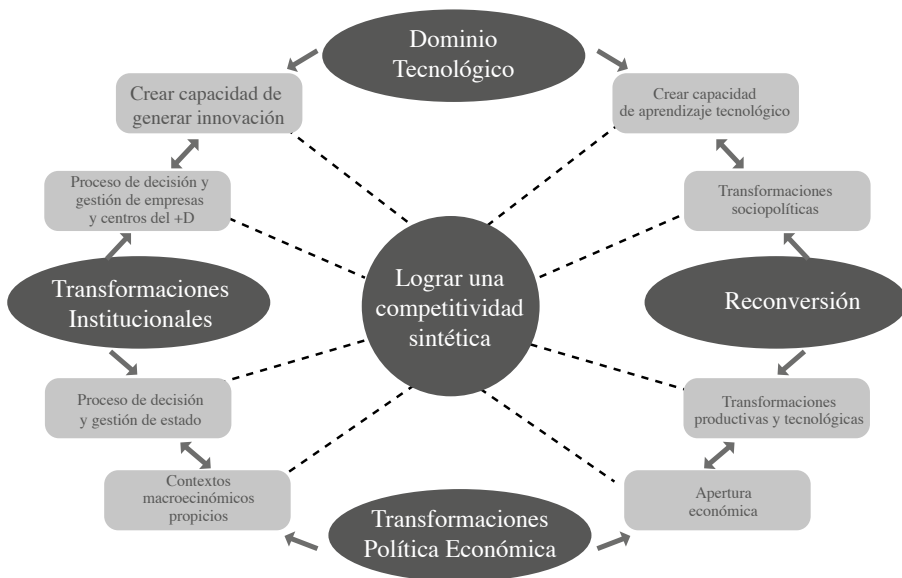 Dominio
Tecnológico
Crear capacidad de
generar innovación
Crear capacidad
de aprendizaje tecnológico
Proceso de decisión y
gestión de empresas
y centros del +D
Transformaciones
sociopolíticas
Transformaciones
Institucionales
Lograr una
competitividad
sintética
Reconversión
Proceso de decisión
y gestión de estado
Transformaciones
productivas y tecnológicas
Contextos
macroecinómicos
propicios
Transformaciones
Política Económica
Apertura
económica